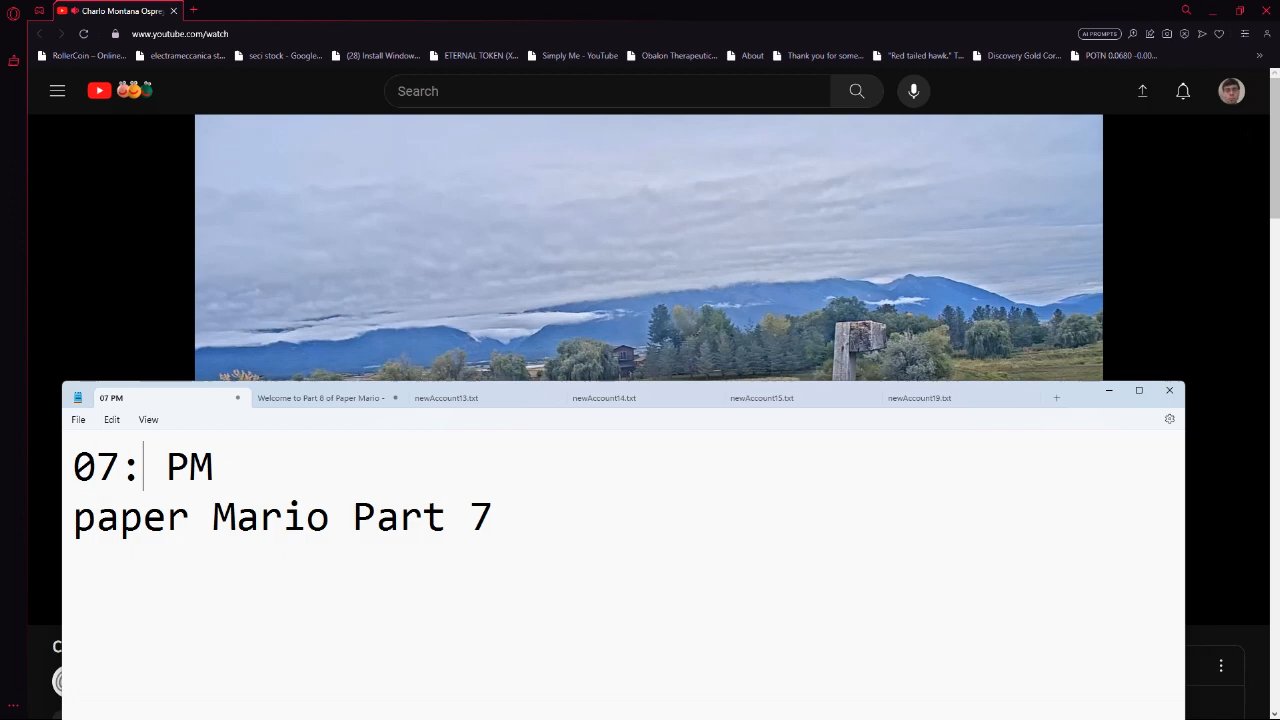 Charlo Montana Ospre
www.youtube.com/watch
AI PROMPTS
RollerCoin – Online...
electrameccanica st...
seci stock - Google...
(28) Install Window...
ETERNAL TOKEN (X...
Simply Me - YouTube
Obalon Therapeutic...
About
Thank you for some...
"Red tailed hawk." T...
Discovery Gold Cor...
POTN 0.0680 -0.00...
Search
07 PM
Welcome to Part 8 of Paper Mario -
newAccount13.txt
newAccount14.txt
newAccount15.txt
newAccount19.txt
File
Edit
View
07: PM
paper Mario Part 7